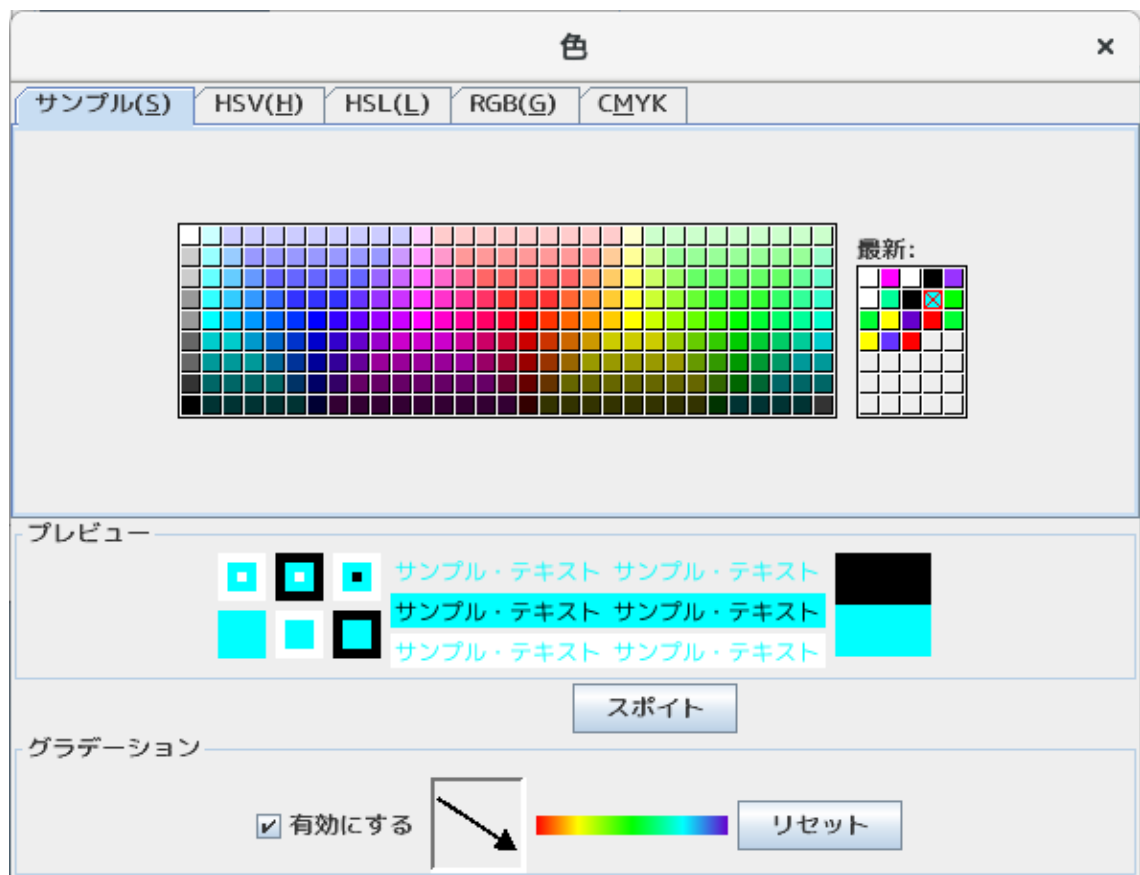 色
×
サンプル(S) HSV(H) HSL(L) RGB(G) CMYK
最新:
プレビュー
サンプル・テキスト サンプル・テキスト
サンプル・テキスト サンプル・テキスト
サンプル・テキスト サンプル・テキスト
スポイト
グラデーション
有効にする リセット